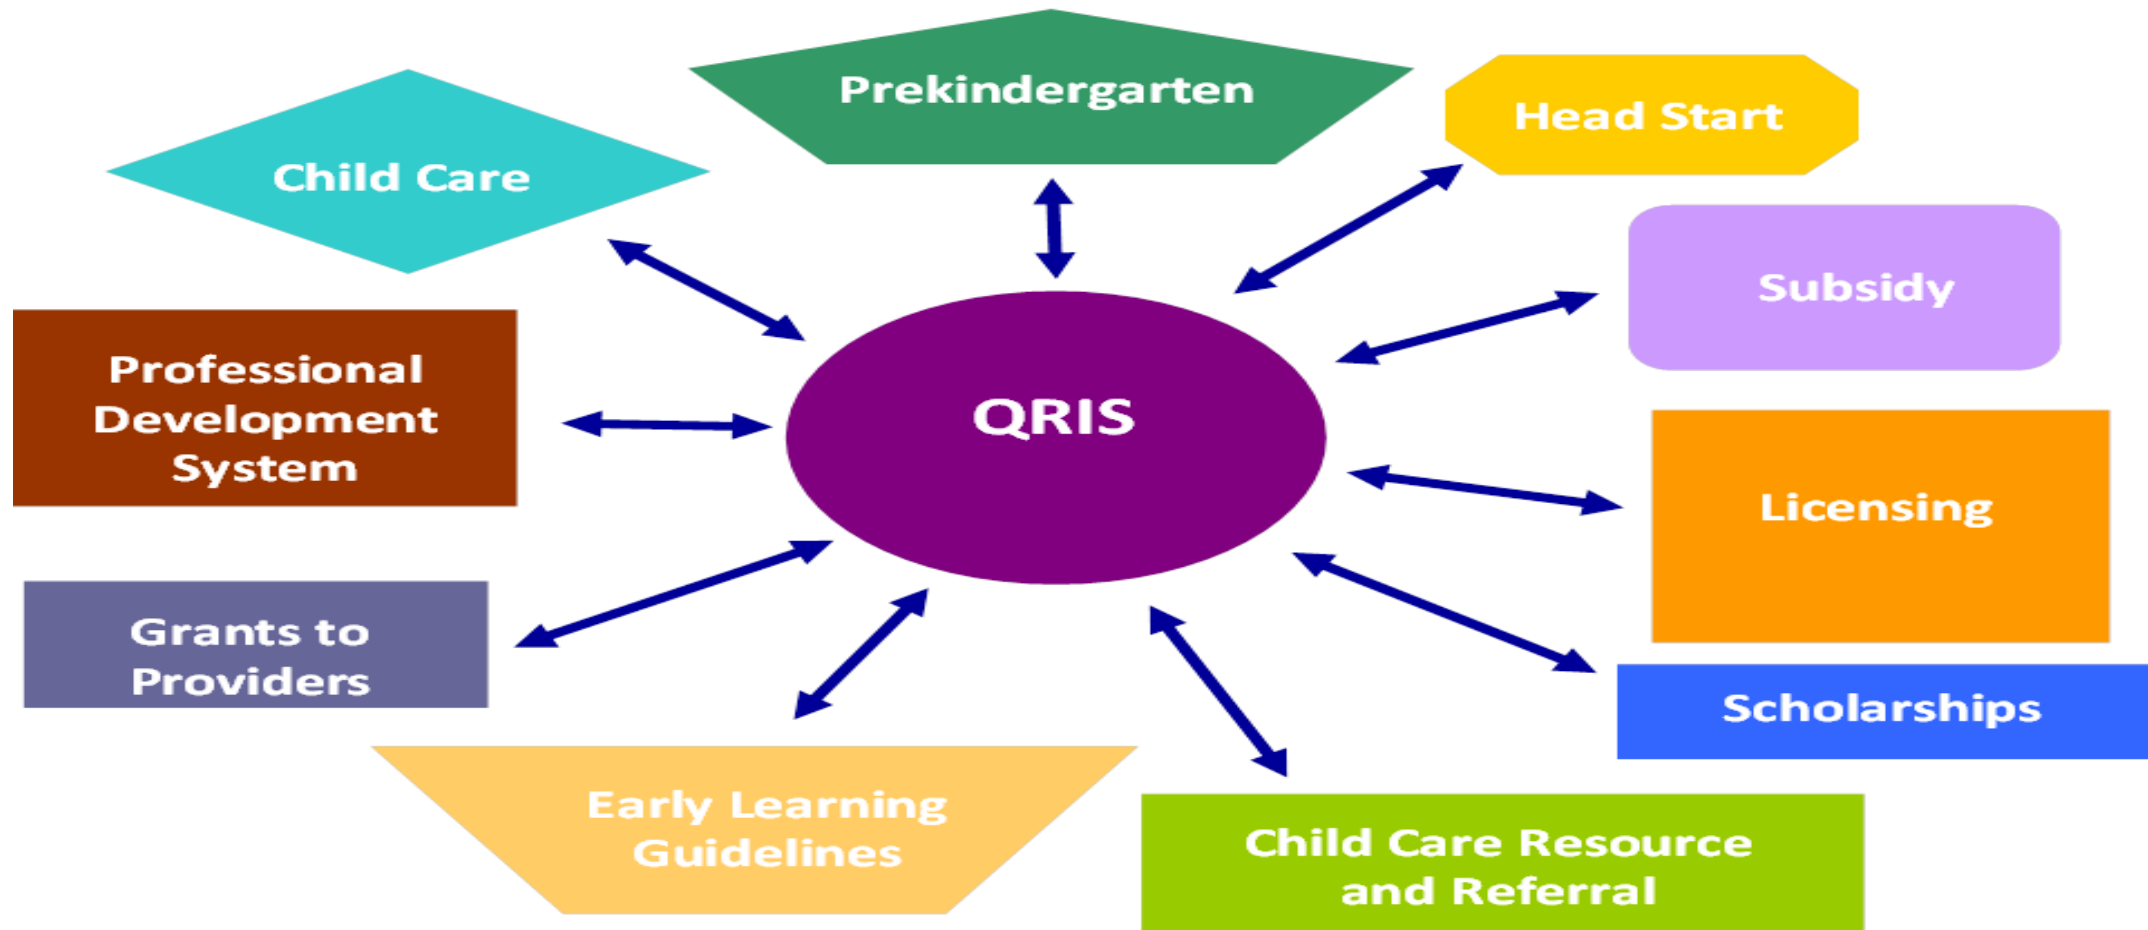 Prekindergarten
Head Start
Child Care
Subsidy
Professional
Development
System
QRIS
Licensing
Grants to
Providers
Scholarships
Early Learning
Guidelines
Child Care Resource
and Referral